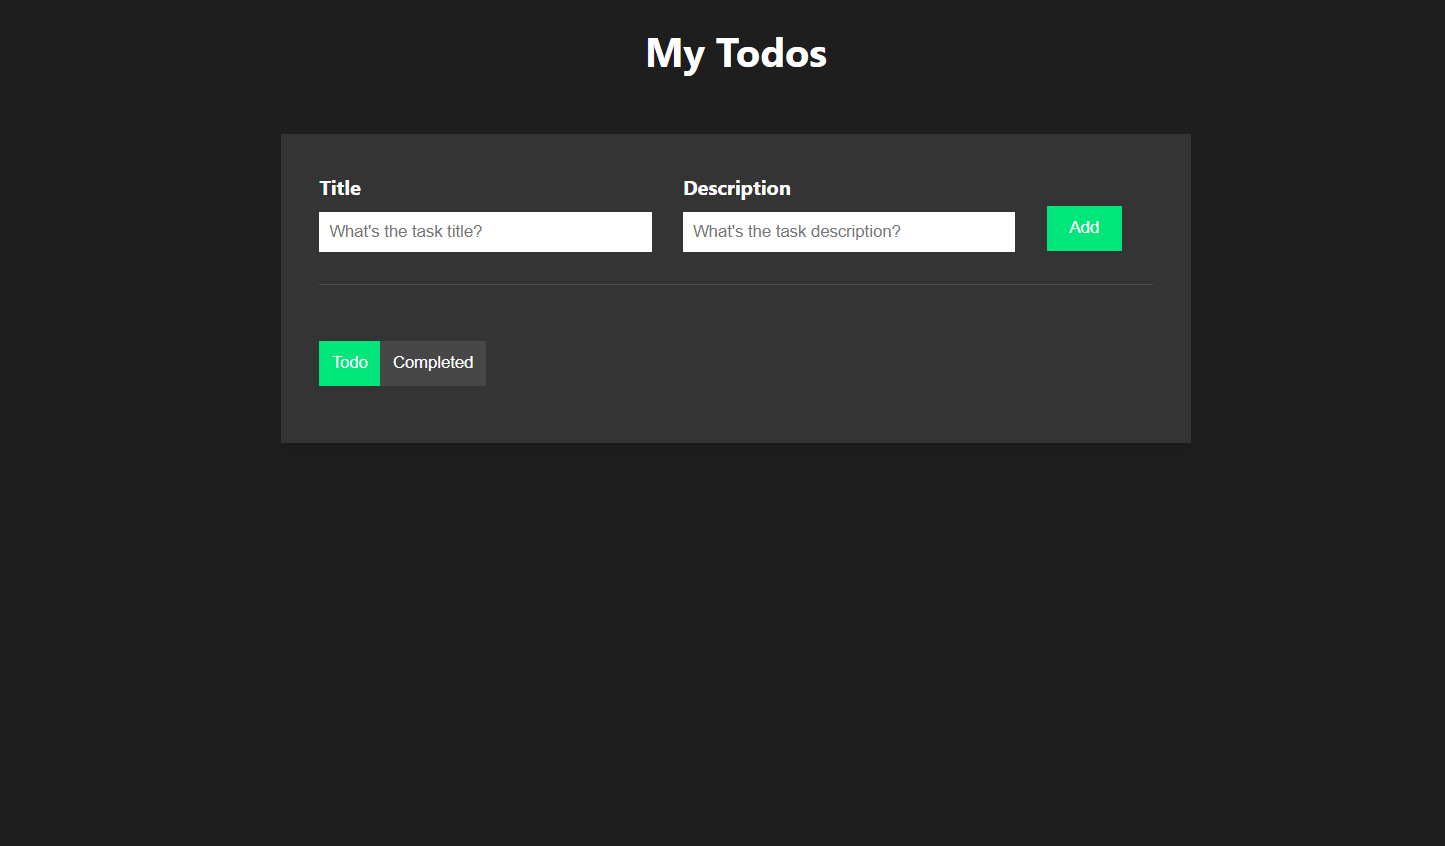 My Todos
Title
Description
What's the task title?
What's the task description?
Add
Todo
Completed